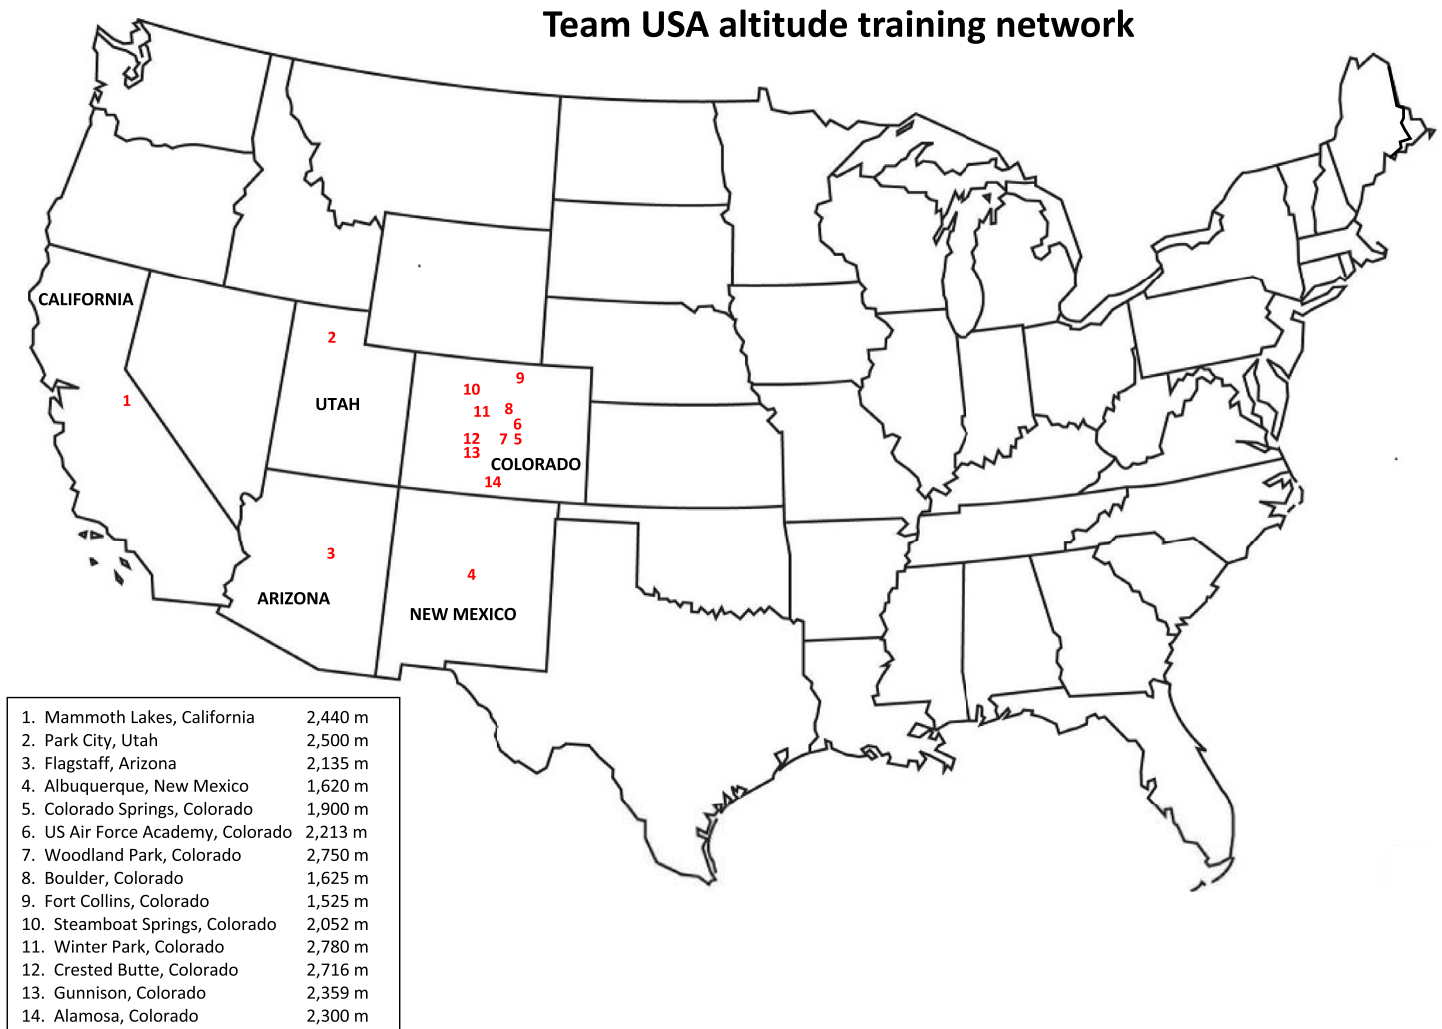 Team USA altitude training network
CALIFORNIA
2
9
10
1
UTAH
11
8
6
12
7
5
13
COLORADO
14
3
4
ARIZONA
NEW MEXICO
1. Mammoth Lakes, California 2,440 m
2. Park City, Utah 2,500 m
3. Flagstaff, Arizona 2,135 m
4. Albuquerque, New Mexico 1,620 m
5. Colorado Springs, Colorado 1,900 m
6. US Air Force Academy, Colorado 2,213 m
7. Woodland Park, Colorado 2,750 m
8. Boulder, Colorado 1,625 m
9. Fort Collins, Colorado 1,525 m
10. Steamboat Springs, Colorado 2,052 m
11. Winter Park, Colorado 2,780 m
12. Crested Butte, Colorado 2,716 m
13. Gunnison, Colorado 2,359 m
14. Alamosa, Colorado 2,300 m